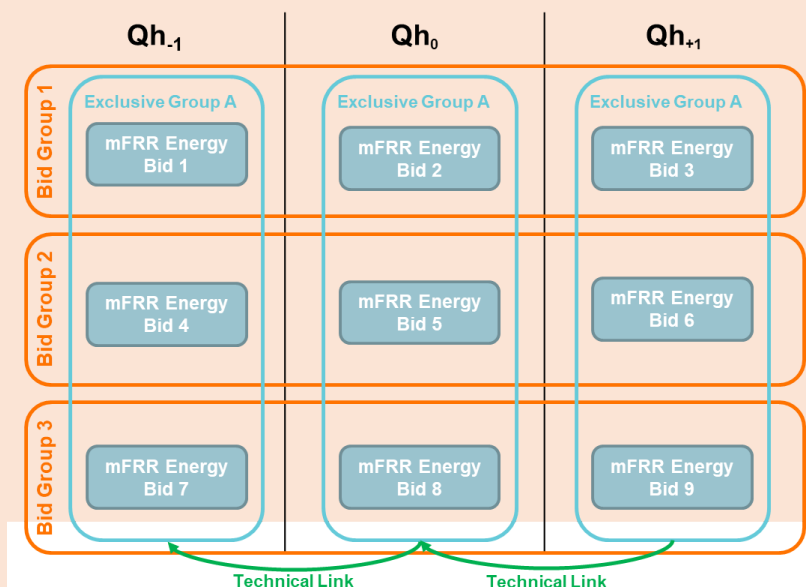 Qh-1
Qh0
Qh+1
Bid Group 1
Exclusive Group A
Exclusive Group A
Exclusive Group A
mFRR Energy
Bid 1
mFRR Energy
Bid 2
mFRR Energy
Bid 3
Bid Group 2
mFRR Energy
Bid 4
mFRR Energy
Bid 5
mFRR Energy
Bid 6
Bid Group 3
mFRR Energy
Bid 7
mFRR Energy
Bid 8
mFRR Energy
Bid 9
Technical Link
Technical Link